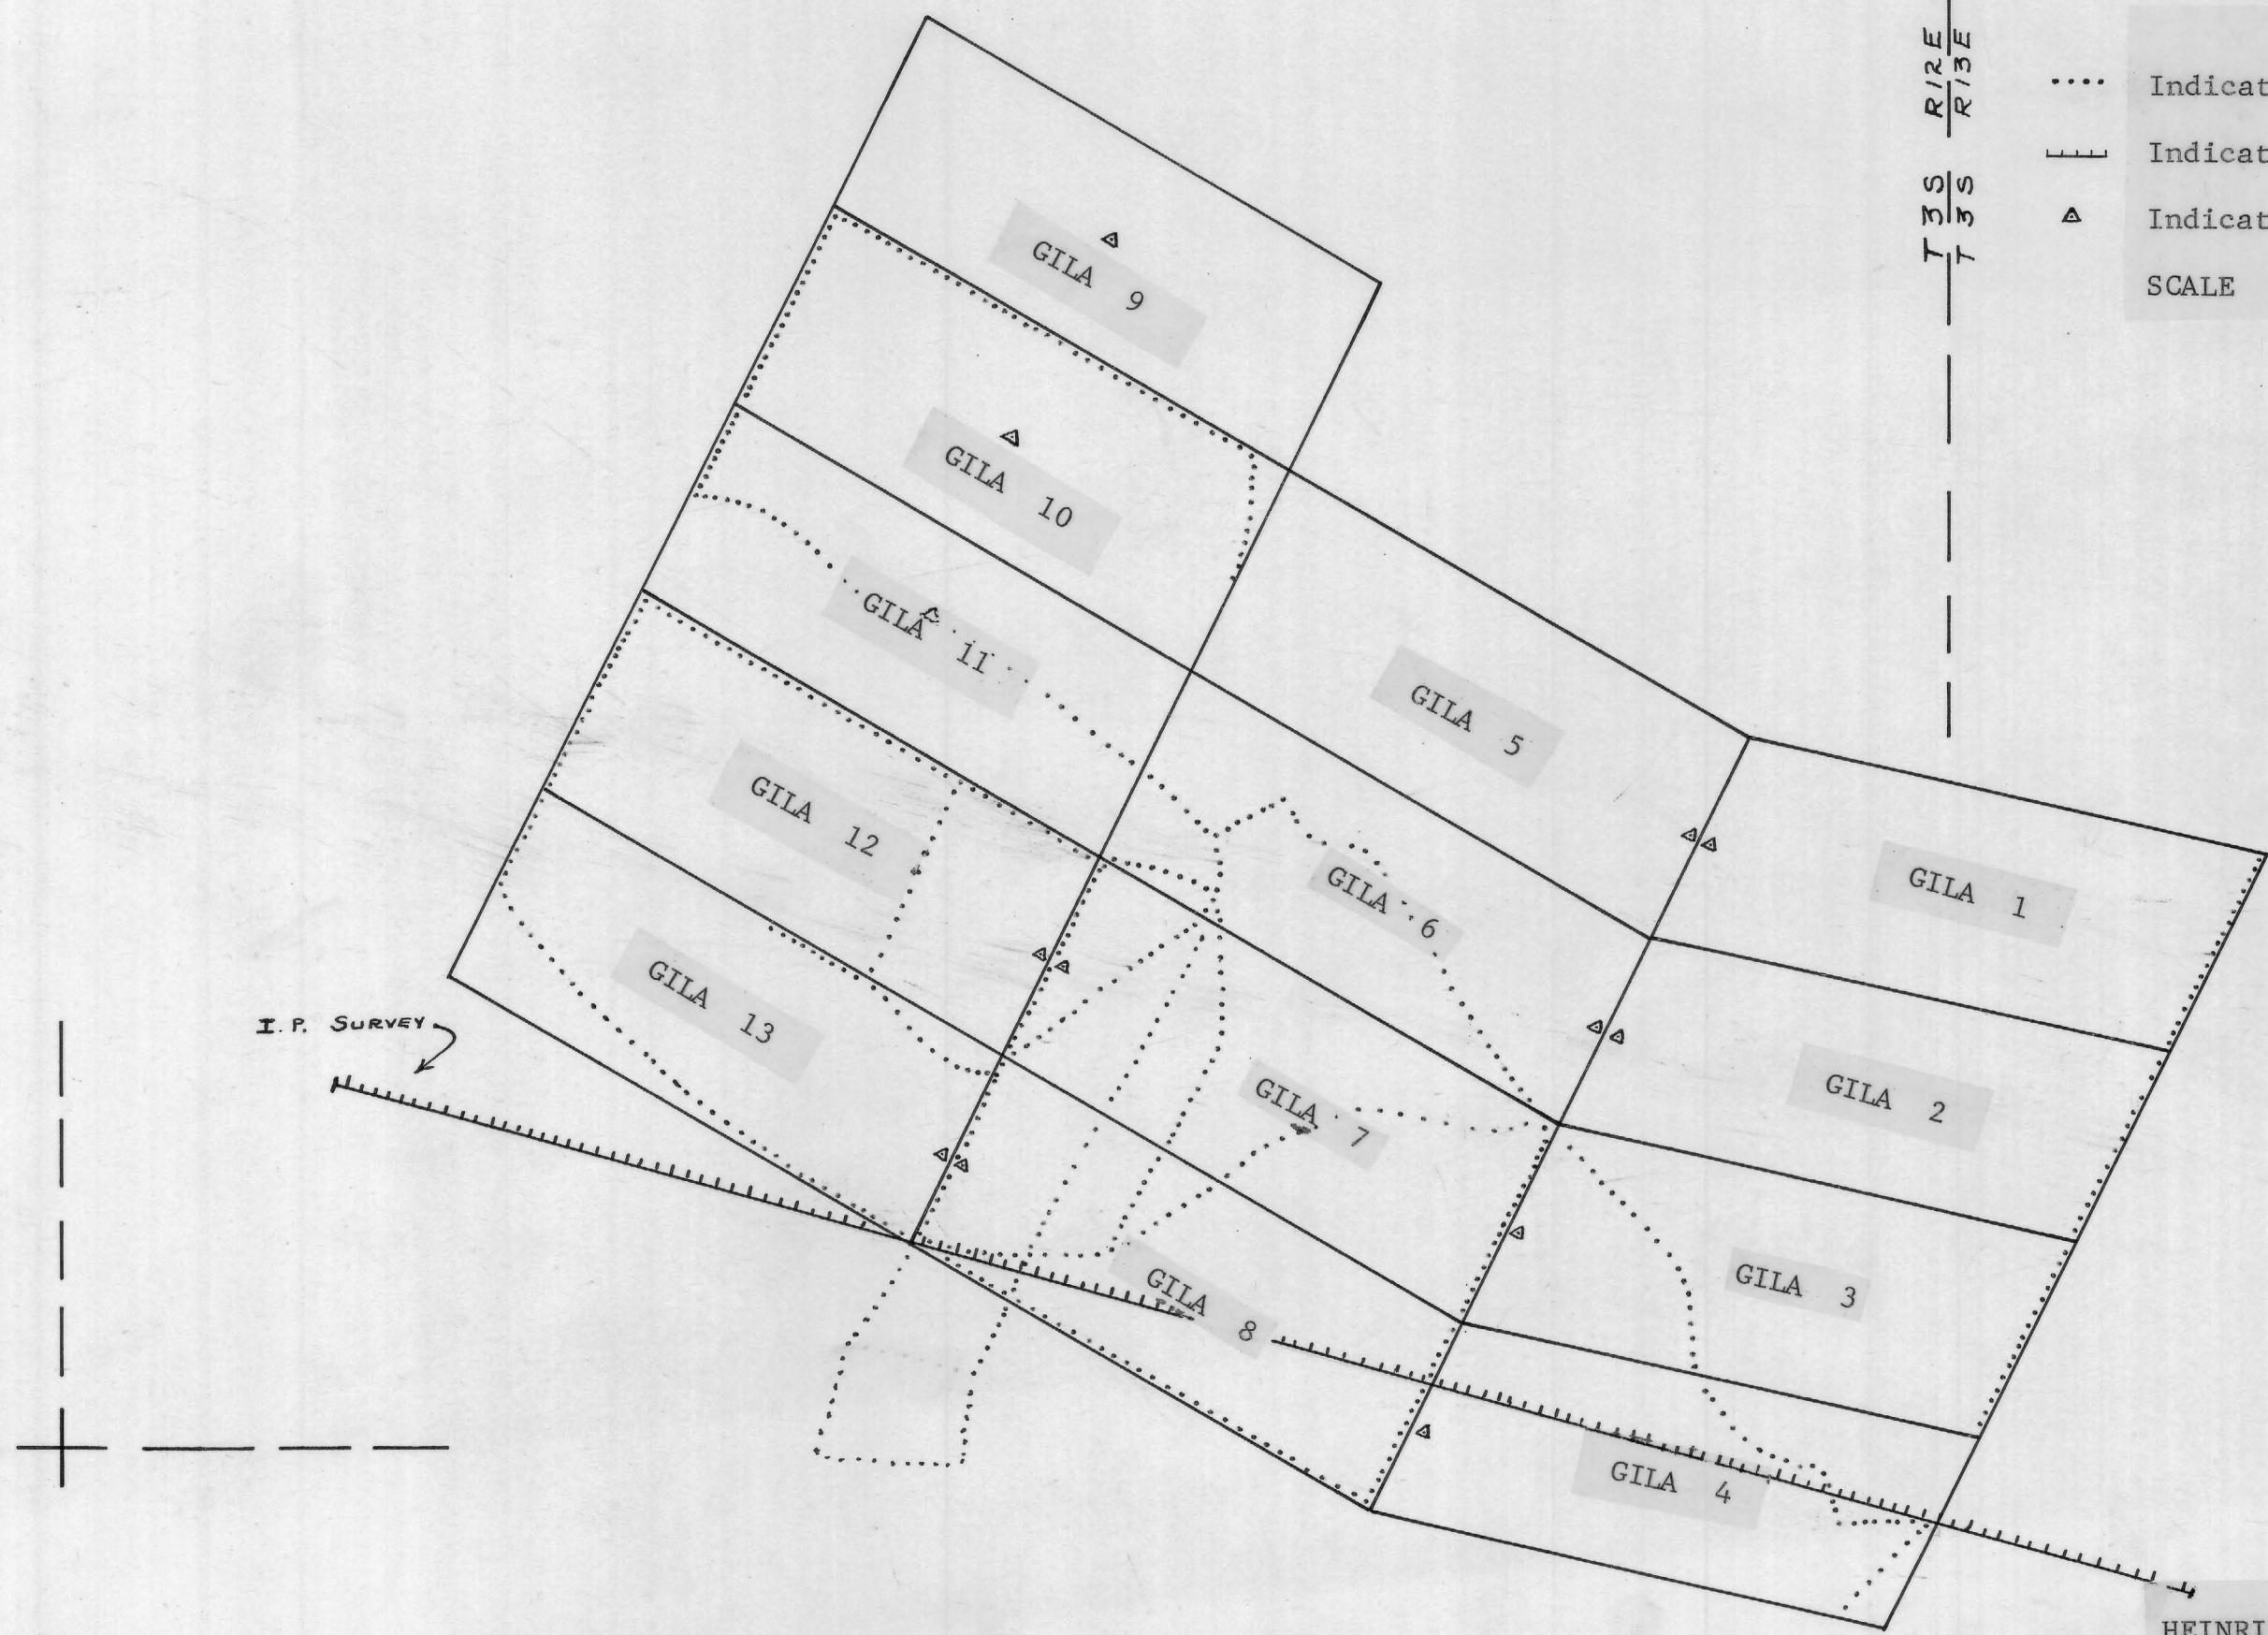 R12E
R13E
T3S
T3S
Indicat
Indicat
Indicat
SCALE
GILA 9
GILA 10
GILA 11
GILA 5
GILA 12
GILA 6
GILA 1
GILA 13
I.P. SURVEY
GILA 7
GILA 2
GILA 8
GILA 3
GILA 4
HEINRI